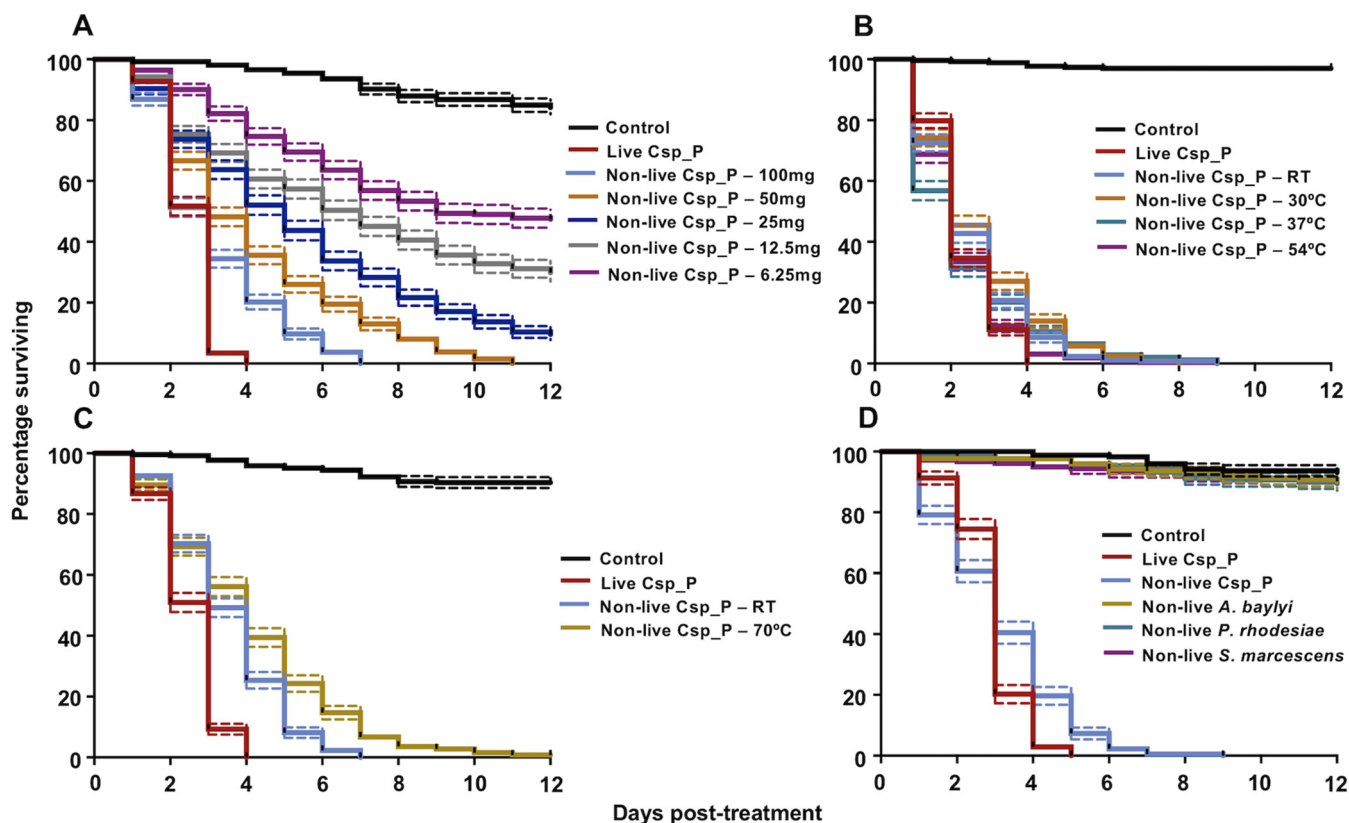 A
B
100
80
60
40
20
0
0 2 4 6 8 10 12
Control
Live Csp_P
Non-live Csp_P – 100mg
Non-live Csp_P – 50mg
Non-live Csp_P – 25mg
Non-live Csp_P – 12.5mg
Non-live Csp_P – 6.25mg
100
80
60
40
20
0
0 2 4 6 8 10 12
Control
Live Csp_P
Non-live Csp_P – RT
Non-live Csp_P – 30ºC
Non-live Csp_P – 37ºC
Non-live Csp_P – 54ºC
Percentage surviving
C
D
100
80
60
40
20
0
0 2 4 6 8 10 12
Control
Live Csp_P
Non-live Csp_P – RT
Non-live Csp_P – 70ºC
100
80
60
40
20
0
0 2 4 6 8 10 12
Control
Live Csp_P
Non-live Csp_P
Non-live A. baylyi
Non-live P. rhodesiae
Non-live S. marcescens
Days post-treatment